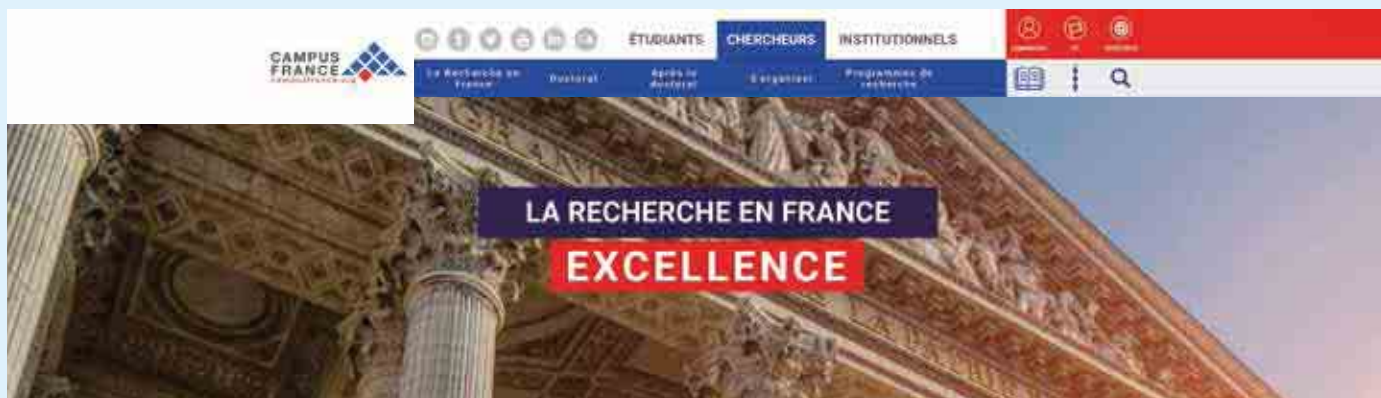 CAMPUS
FRANCE
ÉTUDIANTS
CHERCHEURS
INSTITUTIONNELS
La Recherche en
France
Doctorat
Après le
doctorat
S'organiser
Programmes de
recherche
LA RECHERCHE EN FRANCE
EXCELLENCE